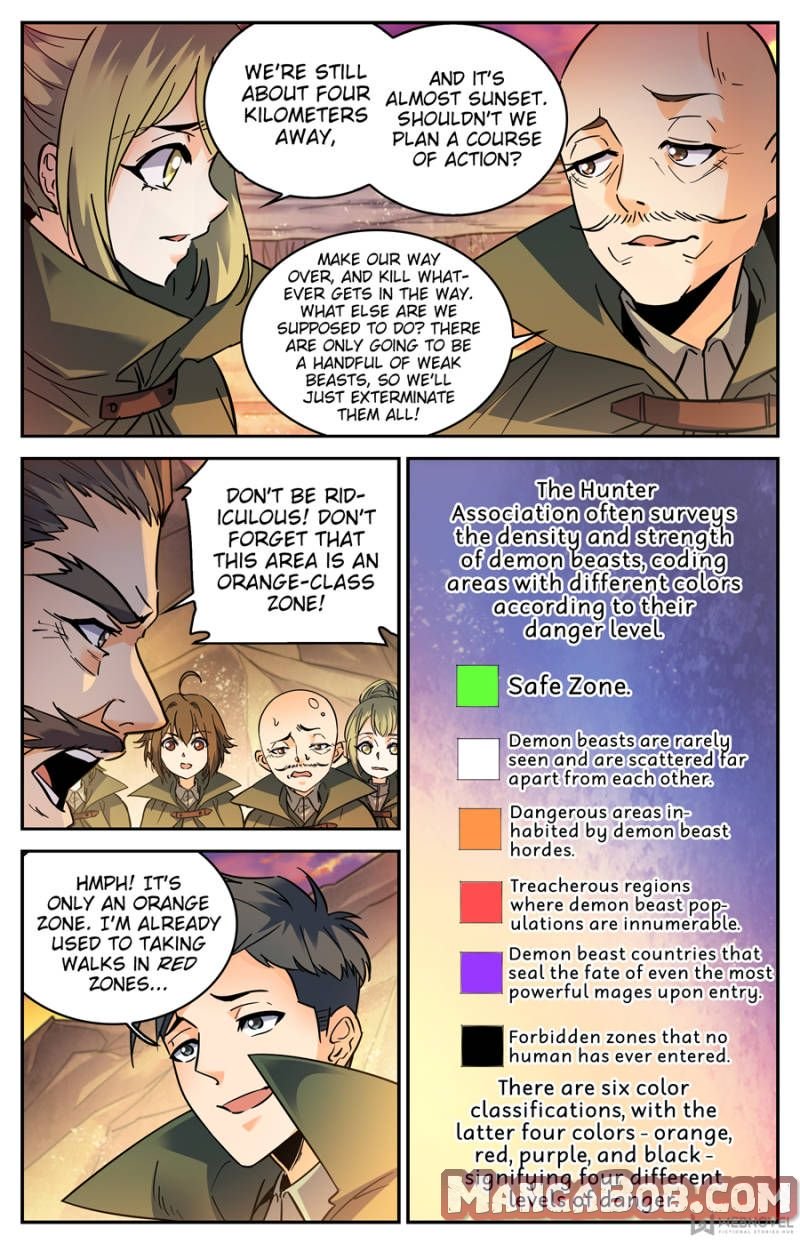 WE'RE STILL
ABOUT FOUR
KILOMETERS
AWAY,
AND IT'S
ALMOST SUNSET.
SHOULDN'T WE
PLAN A COURSE
OF ACTION?
MAKE OUR WAY
OVER, AND KILL WHAT-
EVER GETS IN THE WAY.
WHAT ELSE ARE WE
SUPPOSED TO DO? THERE
ARE ONLY GOING TO BE
A HANDFUL OF WEAK
BEASTS, SO WE'LL
JUST EXTERMINATE
THEM ALL!
DON'T BE RID-
ICULOUS! DON'T
FORGET THAT
THIS AREA IS AN
ORANGE-CLASS
ZONE!
The Hunter
Association often surveys
the density and strength
of demon beasts, coding
areas with different colors
according to their
danger level.
Safe Zone.
Demon beasts are rarely
seen and are scattered far
apart from each other.
Dangerous areas in-
habited by demon beast
hordes.
Treacherous regions
where demon beast pop-
ulations are innumerable.
Demon beast countries that
seal the fate of even the most
powerful mages upon entry.
Forbidden zones that no
human has ever entered.
There are six color
classifications, with the
latter four colors - orange,
red, purple, and black -
signifying four different
levels of danger.
HMPH! IT'S
ONLY AN ORANGE
ZONE. I'M ALREADY
USED TO TAKING
WALKS IN RED
ZONES...
MANGABOB.COM
WEBNOVEL
FICTIONAL STORIES HUB